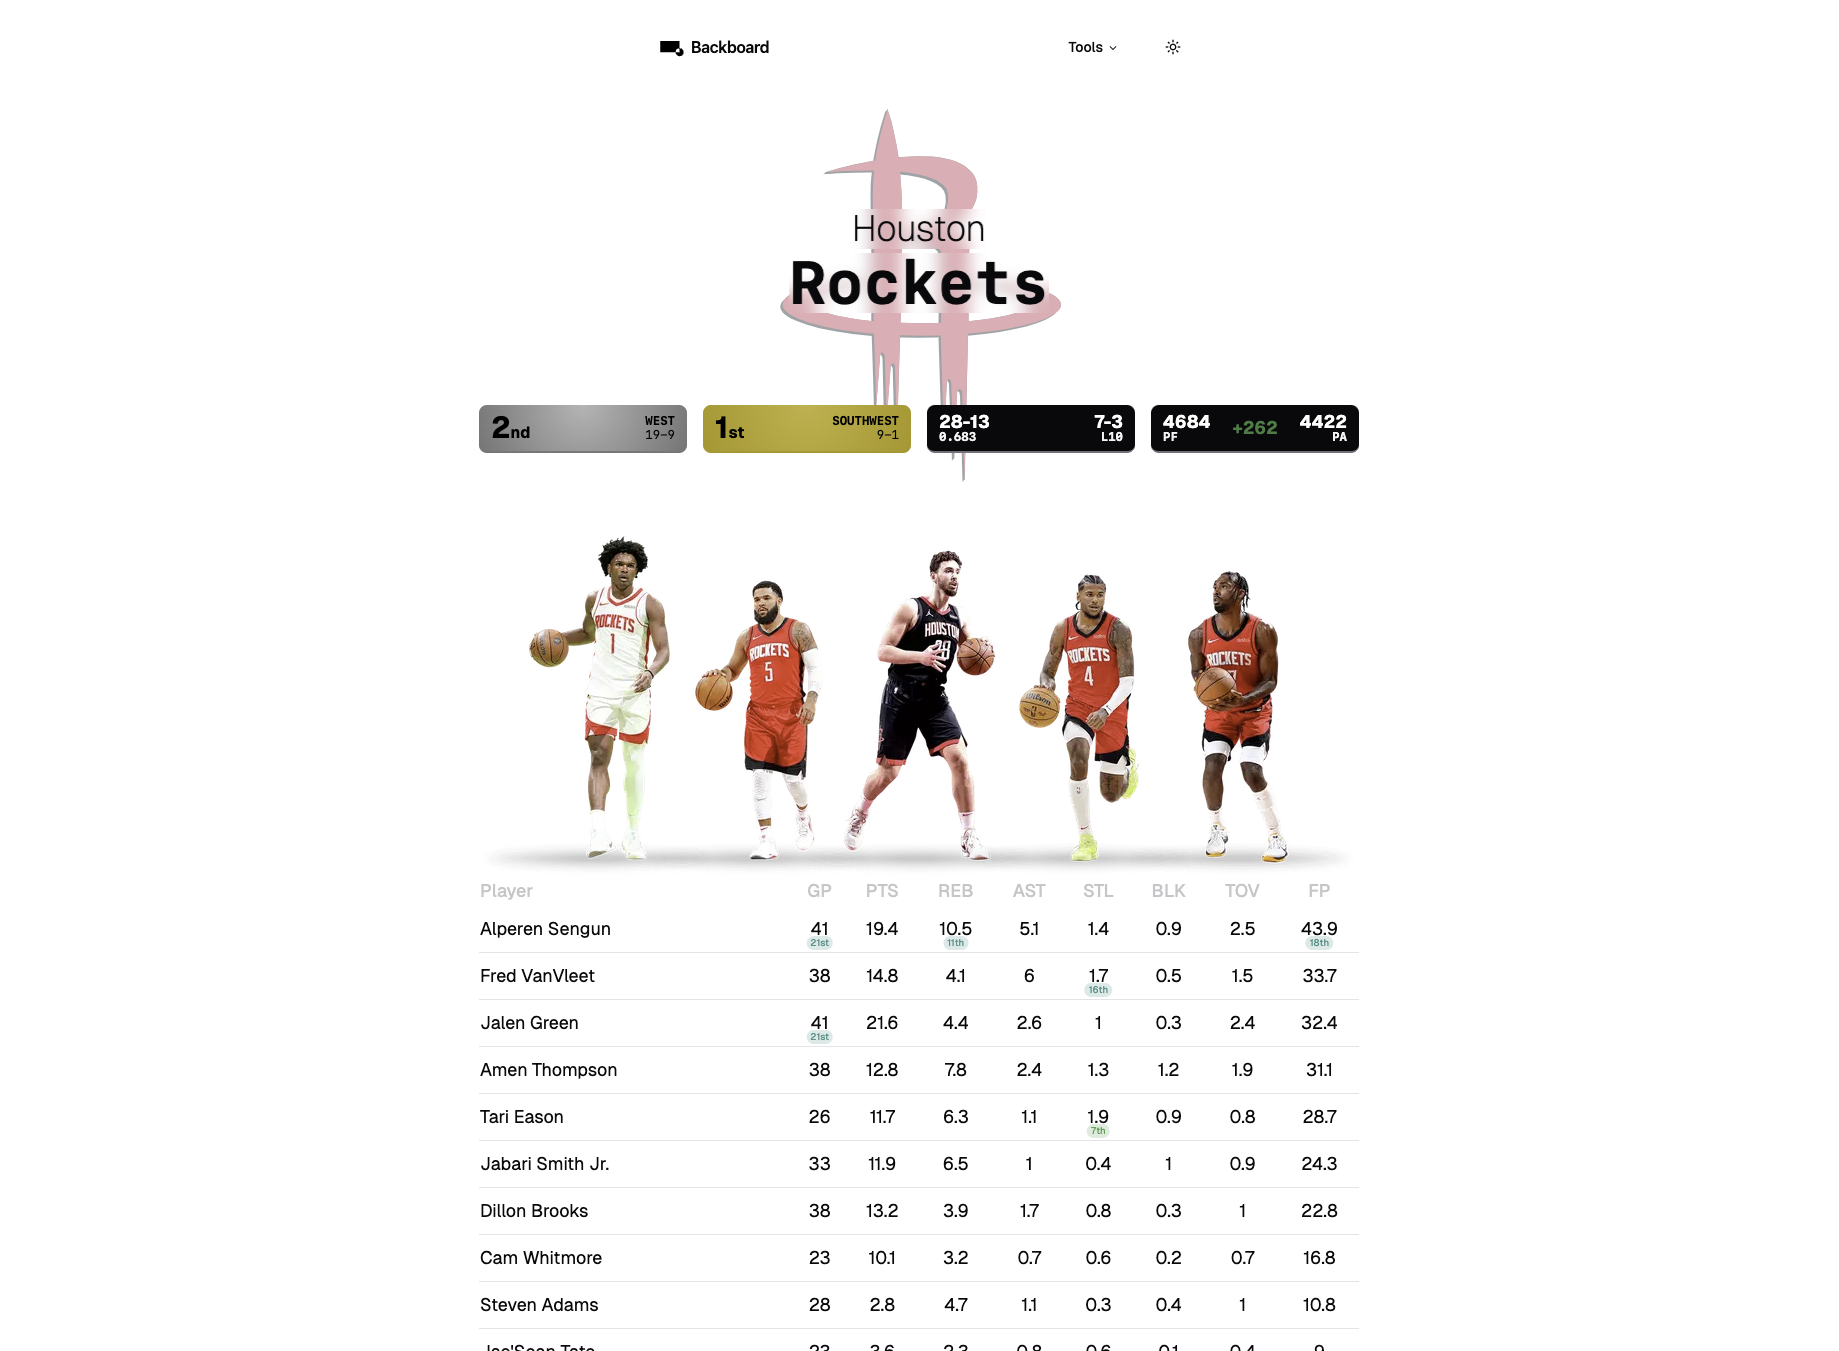 Backboard Tools
Houston
Rockets
2nd WEST 19–9
1st SOUTHWEST 9–1
28-13 0.683 7-3 L10
4684 PF +262 4422 PA
ROCKETS 1
ROCKETS 5
HOUSTON 28
ROCKETS 4
ROCKETS
Player GP PTS REB AST STL BLK TOV FP
Alperen Sengun 41 19.4 10.5 5.1 1.4 0.9 2.5 43.9
21st 11th 18th
Fred VanVleet 38 14.8 4.1 6 1.7 0.5 1.5 33.7
16th
Jalen Green 41 21.6 4.4 2.6 1 0.3 2.4 32.4
21st
Amen Thompson 38 12.8 7.8 2.4 1.3 1.2 1.9 31.1
Tari Eason 26 11.7 6.3 1.1 1.9 0.9 0.8 28.7
7th
Jabari Smith Jr. 33 11.9 6.5 1 0.4 1 0.9 24.3
Dillon Brooks 38 13.2 3.9 1.7 0.8 0.3 1 22.8
Cam Whitmore 23 10.1 3.2 0.7 0.6 0.2 0.7 16.8
Steven Adams 28 2.8 4.7 1.1 0.3 0.4 1 10.8